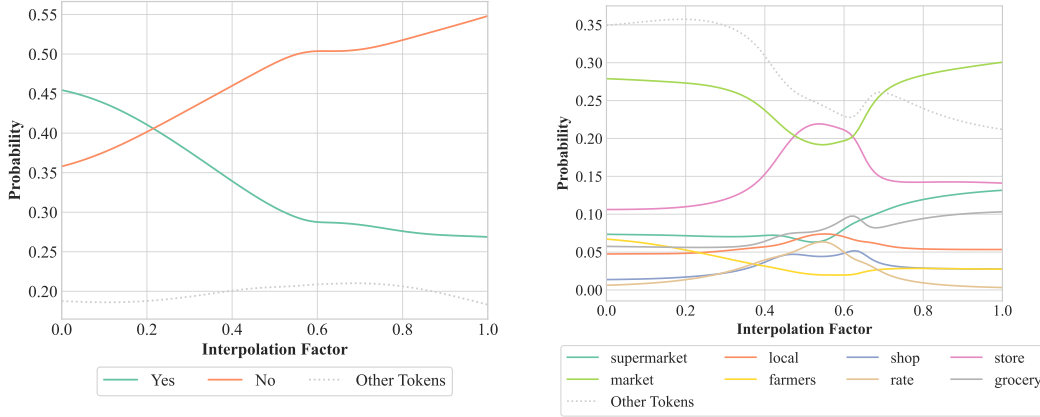 0.55
0.50
0.45
0.40
0.35
0.30
0.25
0.20
Probability
0.0 0.2 0.4 0.6 0.8 1.0
Interpolation Factor
Yes No Other Tokens
0.35
0.30
0.25
0.20
0.15
0.10
0.05
0.00
Probability
0.0 0.2 0.4 0.6 0.8 1.0
Interpolation Factor
supermarket local shop store
market farmers rate grocery
Other Tokens